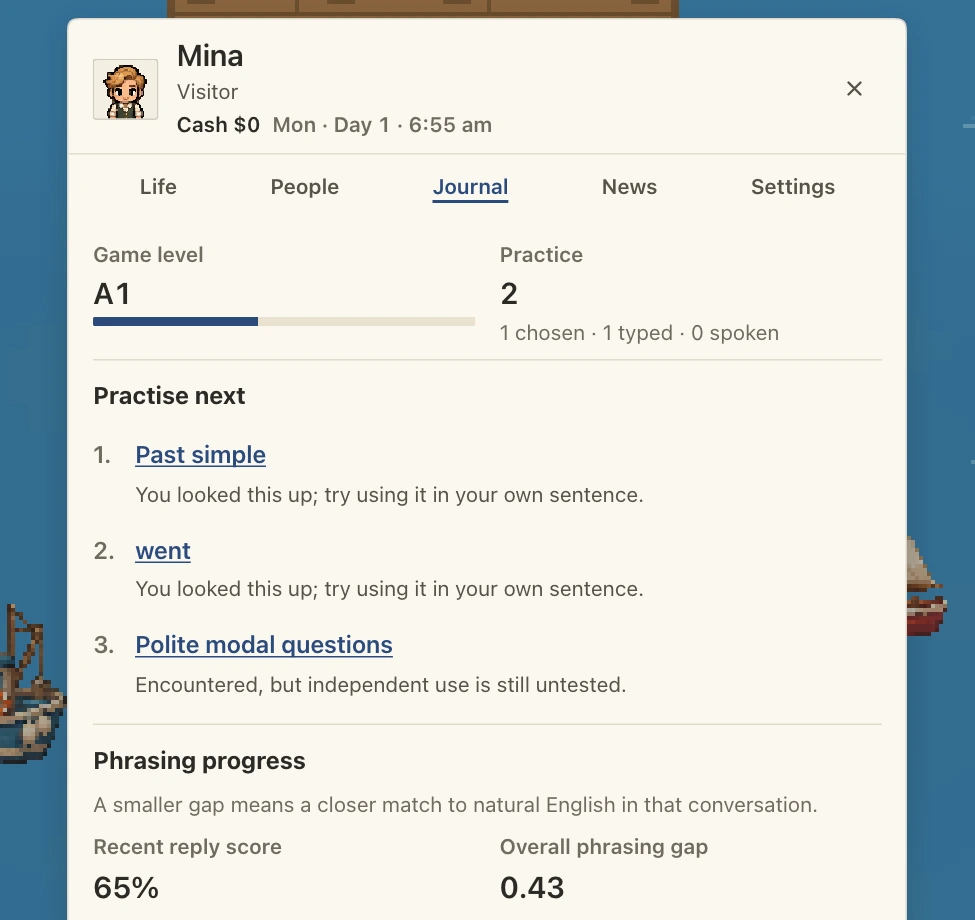 Mina
Visitor
Cash $0 Mon · Day 1 · 6:55 am
×
Life People Journal News Settings
Game level
A1
Practice
2
1 chosen · 1 typed · 0 spoken
Practise next
1. Past simple
You looked this up; try using it in your own sentence.
2. went
You looked this up; try using it in your own sentence.
3. Polite modal questions
Encountered, but independent use is still untested.
Phrasing progress
A smaller gap means a closer match to natural English in that conversation.
Recent reply score
65%
Overall phrasing gap
0.43